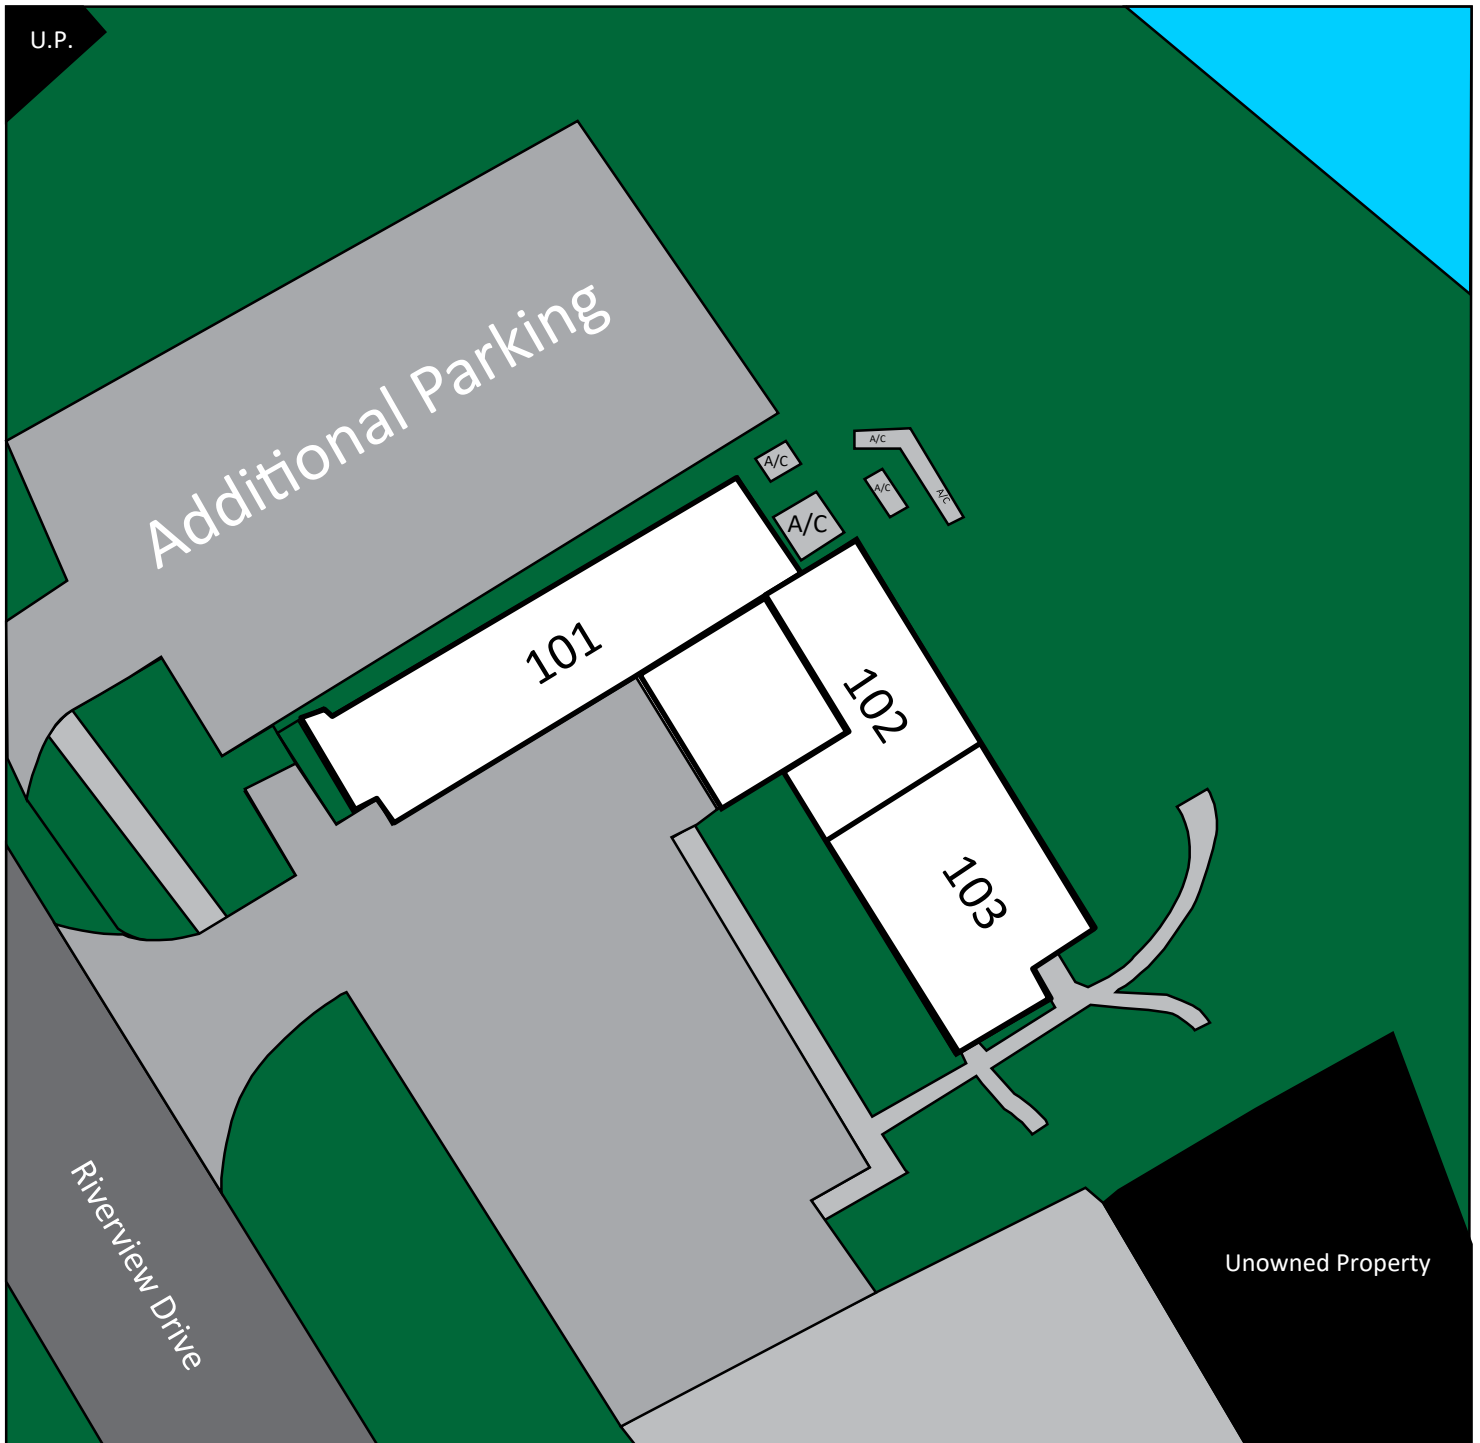 U.P.
Additional Parking
A/C
A/C
A/C
A/C
A/C
101
102
103
Riverview Drive
Unowned Property